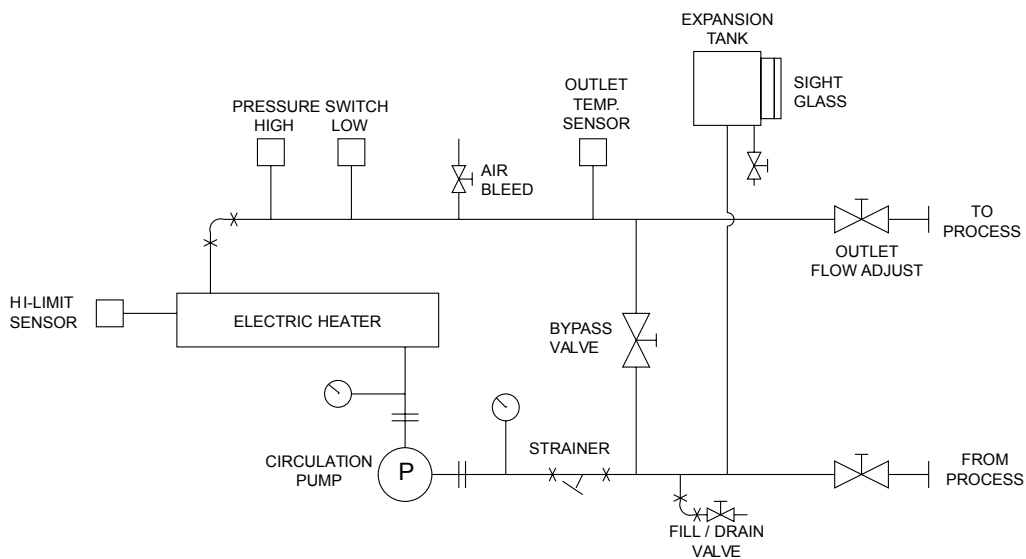 EXPANSION
TANK
SIGHT
GLASS
OUTLET
TEMP.
SENSOR
PRESSURE SWITCH
HIGH LOW
AIR
BLEED
TO
PROCESS
OUTLET
FLOW ADJUST
HI-LIMIT
SENSOR
ELECTRIC HEATER
BYPASS
VALVE
STRAINER
CIRCULATION
PUMP
P
FROM
PROCESS
FILL / DRAIN
VALVE